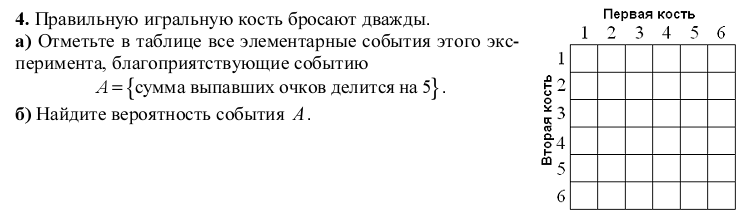 4. Правильную игральную кость бросают дважды.
а) Отметьте в таблице все элементарные события этого экс-
перимента, благоприятствующие событию
A={сумма выпавших очков делится на 5}.
б) Найдите вероятность события A.
Первая кость
1 2 3 4 5 6
Вторая кость
1
2
3
4
5
6